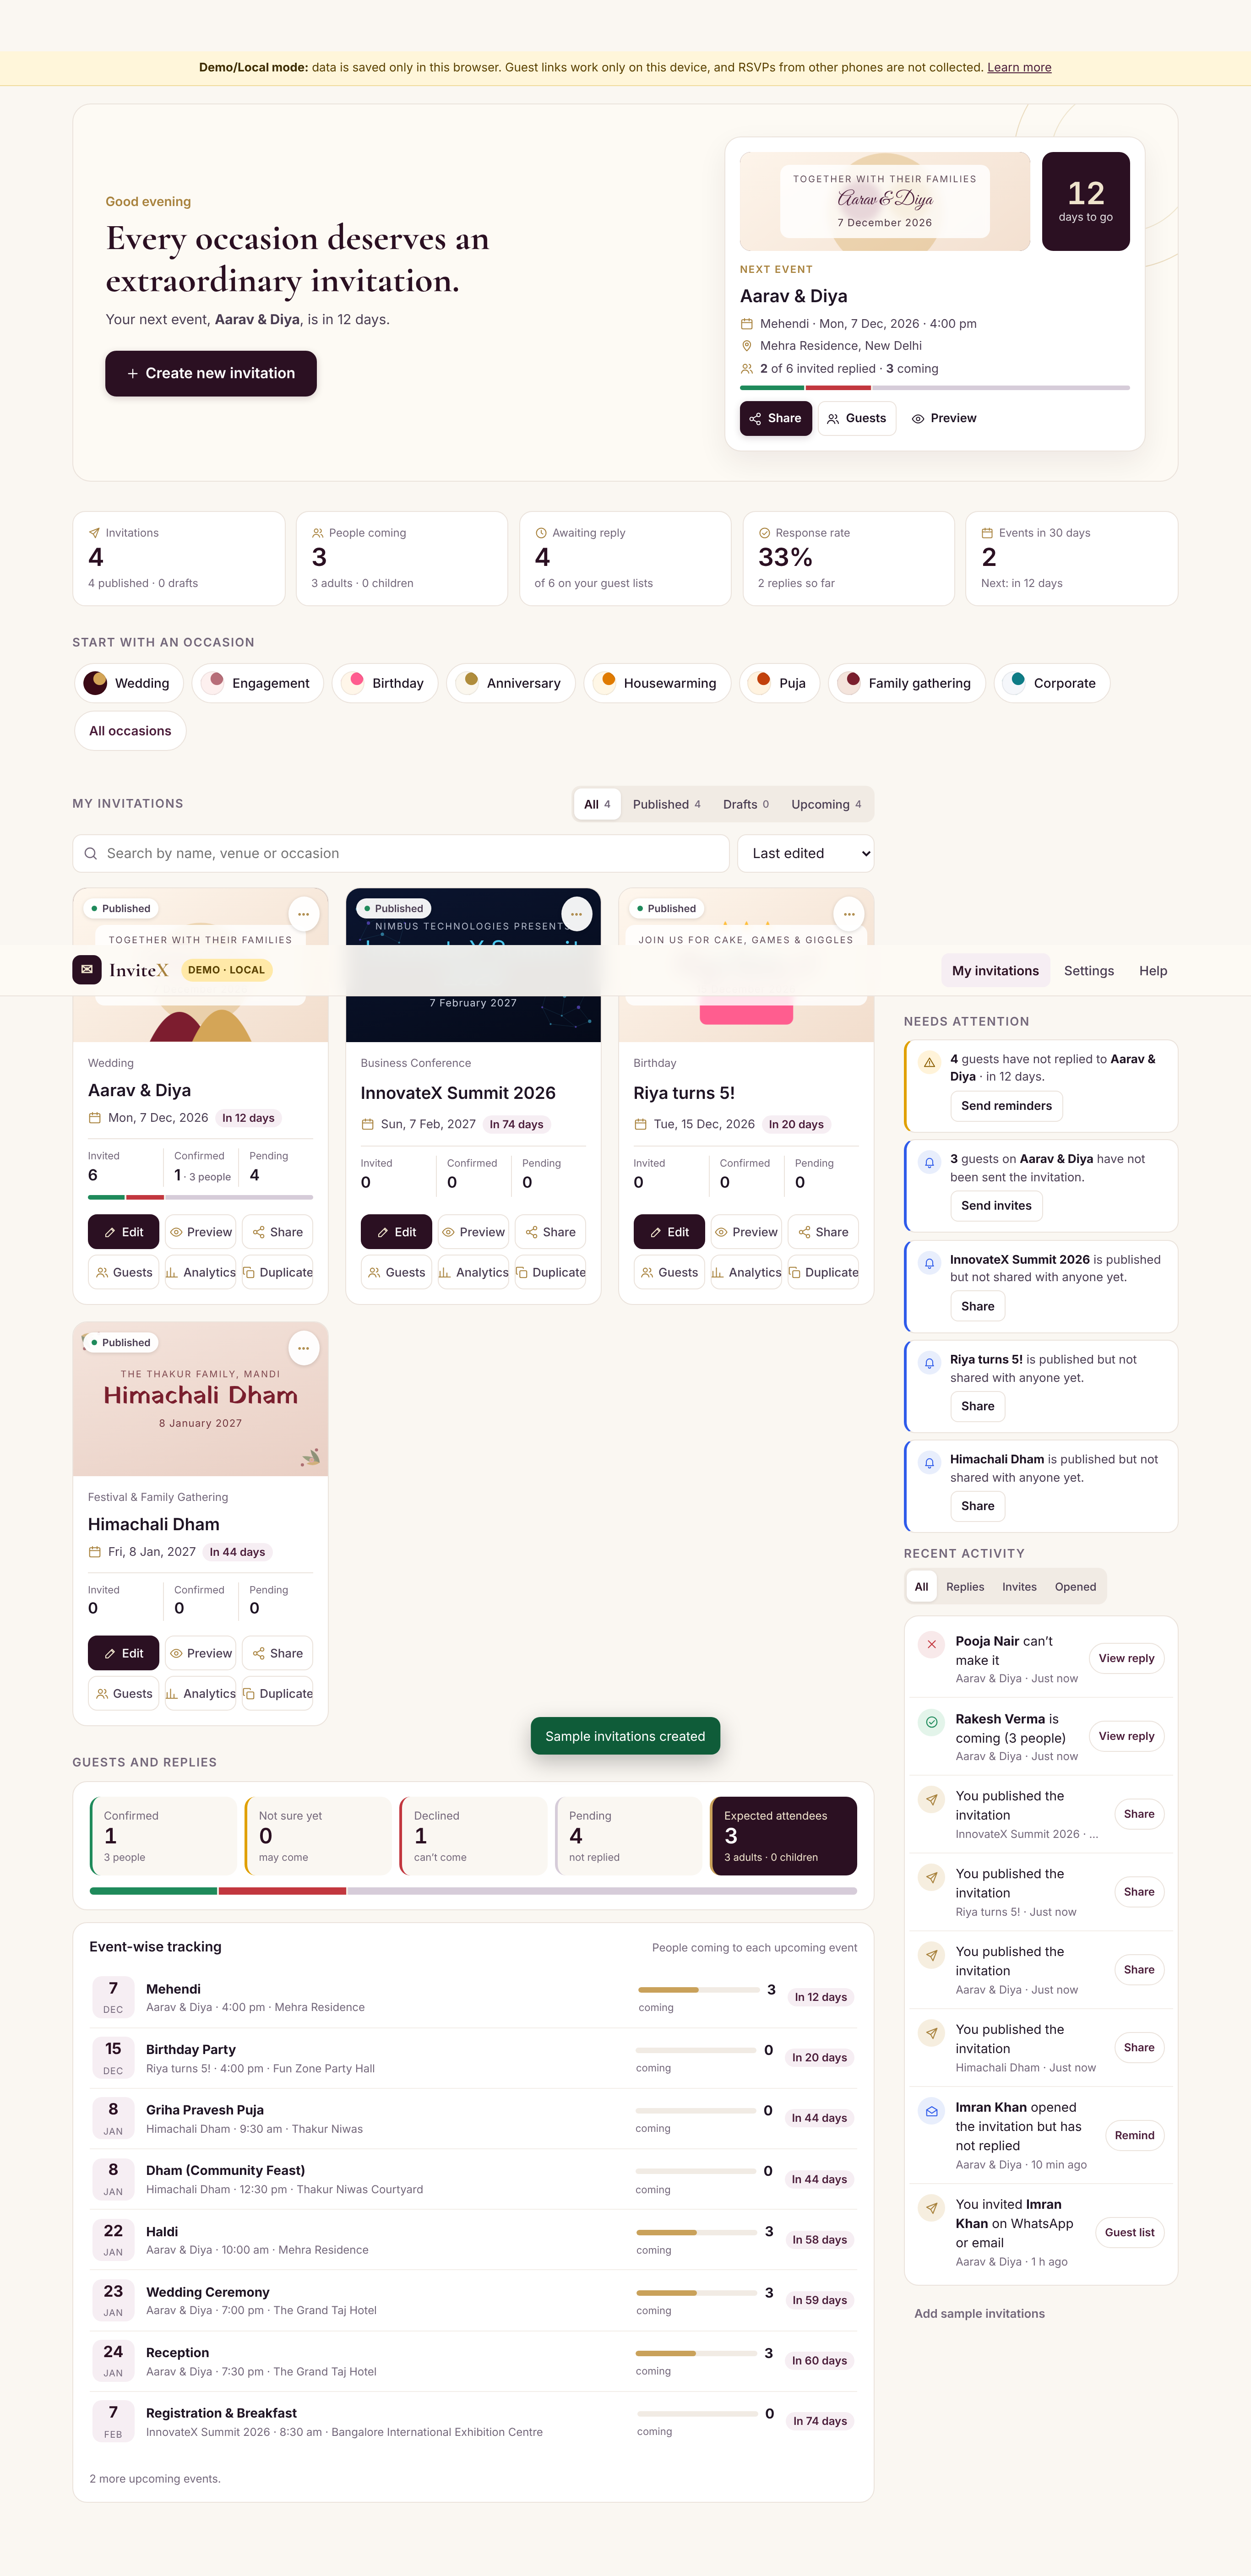 Demo/Local mode: data is saved only in this browser. Guest links work only on this device, and RSVPs from other phones are not collected. Learn more
Good evening
Every occasion deserves an
extraordinary invitation.
Your next event, Aarav & Diya, is in 12 days.
+ Create new invitation
TOGETHER WITH THEIR FAMILIES
Aarav & Diya
7 December 2026
12
days to go
NEXT EVENT
Aarav & Diya
Mehendi · Mon, 7 Dec, 2026 · 4:00 pm
Mehra Residence, New Delhi
2 of 6 invited replied · 3 coming
Share
Guests
Preview
Invitations
4
4 published · 0 drafts
People coming
3
3 adults · 0 children
Awaiting reply
4
of 6 on your guest lists
Response rate
33%
2 replies so far
Events in 30 days
2
Next: in 12 days
START WITH AN OCCASION
Wedding
Engagement
Birthday
Anniversary
Housewarming
Puja
Family gathering
Corporate
All occasions
MY INVITATIONS
All 4
Published 4
Drafts 0
Upcoming 4
Search by name, venue or occasion
Last edited
Published
TOGETHER WITH THEIR FAMILIES
Published
NIMBUS TECHNOLOGIES PRESENTS
Published
JOIN US FOR CAKE, GAMES & GIGGLES
InviteX
DEMO · LOCAL
My invitations
Settings
Help
7 February 2027
Wedding
Aarav & Diya
Mon, 7 Dec, 2026
In 12 days
Invited
6
Confirmed
1 · 3 people
Pending
4
Edit
Preview
Share
Guests
Analytics
Duplicate
Business Conference
InnovateX Summit 2026
Sun, 7 Feb, 2027
In 74 days
Invited
0
Confirmed
0
Pending
0
Edit
Preview
Share
Guests
Analytics
Duplicate
Birthday
Riya turns 5!
Tue, 15 Dec, 2026
In 20 days
Invited
0
Confirmed
0
Pending
0
Edit
Preview
Share
Guests
Analytics
Duplicate
Published
THE THAKUR FAMILY, MANDI
Himachali Dham
8 January 2027
Festival & Family Gathering
Himachali Dham
Fri, 8 Jan, 2027
In 44 days
Invited
0
Confirmed
0
Pending
0
Edit
Preview
Share
Guests
Analytics
Duplicate
Sample invitations created
GUESTS AND REPLIES
Confirmed
1
3 people
Not sure yet
0
may come
Declined
1
can't come
Pending
4
not replied
Expected attendees
3
3 adults · 0 children
Event-wise tracking
People coming to each upcoming event
7
DEC
Mehendi
Aarav & Diya · 4:00 pm · Mehra Residence
3
coming
In 12 days
15
DEC
Birthday Party
Riya turns 5! · 4:00 pm · Fun Zone Party Hall
0
coming
In 20 days
8
JAN
Griha Pravesh Puja
Himachali Dham · 9:30 am · Thakur Niwas
0
coming
In 44 days
8
JAN
Dham (Community Feast)
Himachali Dham · 12:30 pm · Thakur Niwas Courtyard
0
coming
In 44 days
22
JAN
Haldi
Aarav & Diya · 10:00 am · Mehra Residence
3
coming
In 58 days
23
JAN
Wedding Ceremony
Aarav & Diya · 7:00 pm · The Grand Taj Hotel
3
coming
In 59 days
24
JAN
Reception
Aarav & Diya · 7:30 pm · The Grand Taj Hotel
3
coming
In 60 days
7
FEB
Registration & Breakfast
InnovateX Summit 2026 · 8:30 am · Bangalore International Exhibition Centre
0
coming
In 74 days
2 more upcoming events.
NEEDS ATTENTION
4 guests have not replied to Aarav &
Diya · in 12 days.
Send reminders
3 guests on Aarav & Diya have not
been sent the invitation.
Send invites
InnovateX Summit 2026 is published
but not shared with anyone yet.
Share
Riya turns 5! is published but not
shared with anyone yet.
Share
Himachali Dham is published but not
shared with anyone yet.
Share
RECENT ACTIVITY
All
Replies
Invites
Opened
Pooja Nair can't
make it
Aarav & Diya · Just now
View reply
Rakesh Verma is
coming (3 people)
Aarav & Diya · Just now
View reply
You published the
invitation
InnovateX Summit 2026 · ...
Share
You published the
invitation
Riya turns 5! · Just now
Share
You published the
invitation
Aarav & Diya · Just now
Share
You published the
invitation
Himachali Dham · Just now
Share
Imran Khan opened
the invitation but has
not replied
Aarav & Diya · 10 min ago
Remind
You invited Imran
Khan on WhatsApp
or email
Aarav & Diya · 1 h ago
Guest list
Add sample invitations